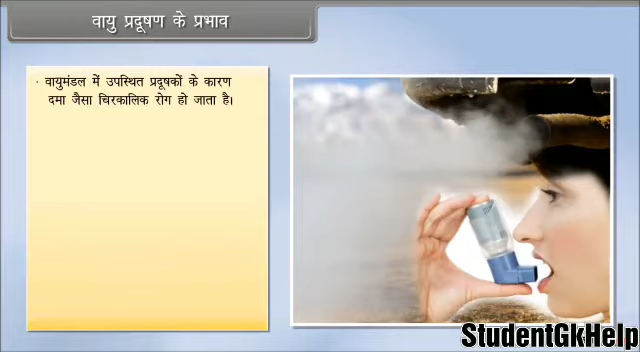 वायु प्रदूषण के प्रभाव
· वायुमंडल में उपस्थित प्रदूषकों के कारण
दमा जैसा चिरकालिक रोग हो जाता है।
StudentGkHelp